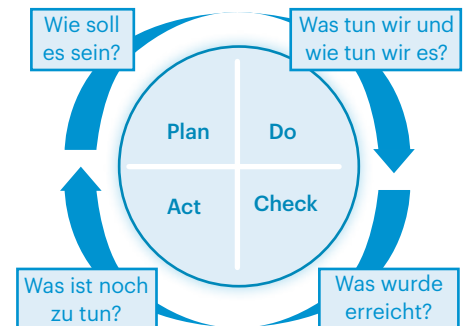 Wie soll
es sein?
Was tun wir und
wie tun wir es?
Plan
Do
Act
Check
Was ist noch
zu tun?
Was wurde
erreicht?